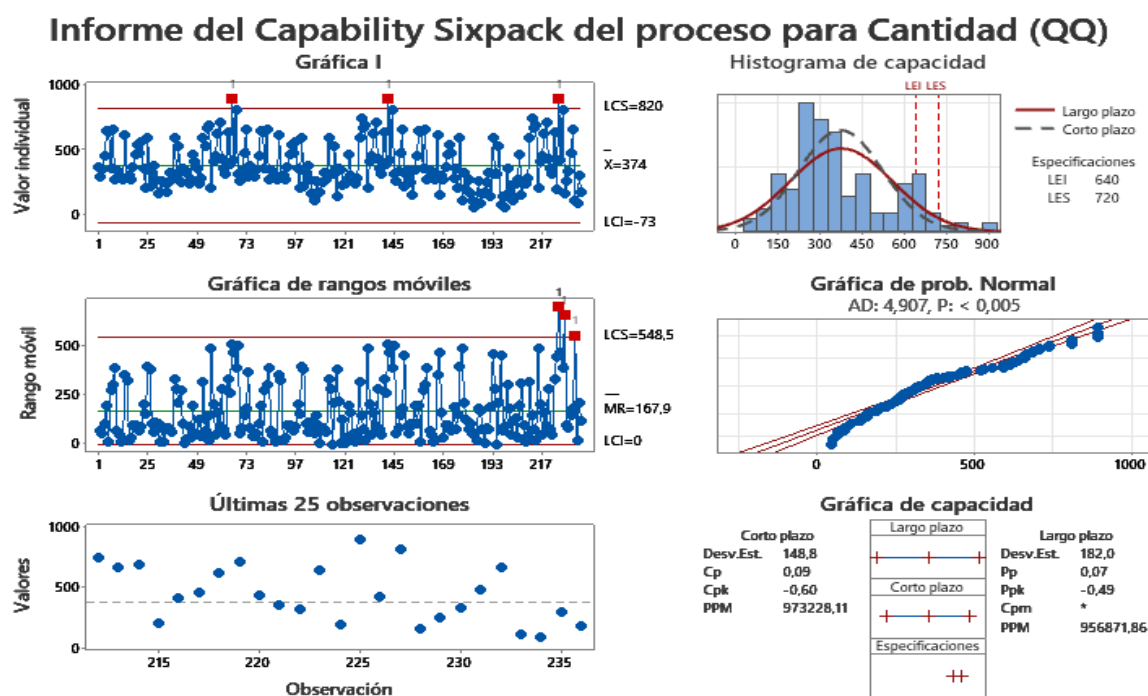 Informe del Capability Sixpack del proceso para Cantidad (QQ)
Gráfica I
Valor individual
1000
500
0
1 1 1
LCS=820
_
X=374
LCI=-73
1 25 49 73 97 121 145 169 193 217
Histograma de capacidad
LEI LES
Largo plazo
Corto plazo
Especificaciones
LEI 640
LES 720
0 150 300 450 600 750 900
Gráfica de rangos móviles
Rango móvil
500
250
0
1
1
1
LCS=548,5
__
MR=167,9
LCI=0
1 25 49 73 97 121 145 169 193 217
Gráfica de prob. Normal
AD: 4,907, P: < 0,005
0 500 1000
Últimas 25 observaciones
Valores
1000
500
0
215 220 225 230 235
Observación
Gráfica de capacidad
Corto plazo
Desv.Est. 148,8
Cp 0,09
Cpk -0,60
PPM 973228,11
Largo plazo
Corto plazo
Especificaciones
Largo plazo
Desv.Est. 182,0
Pp 0,07
Ppk -0,49
Cpm *
PPM 956871,86